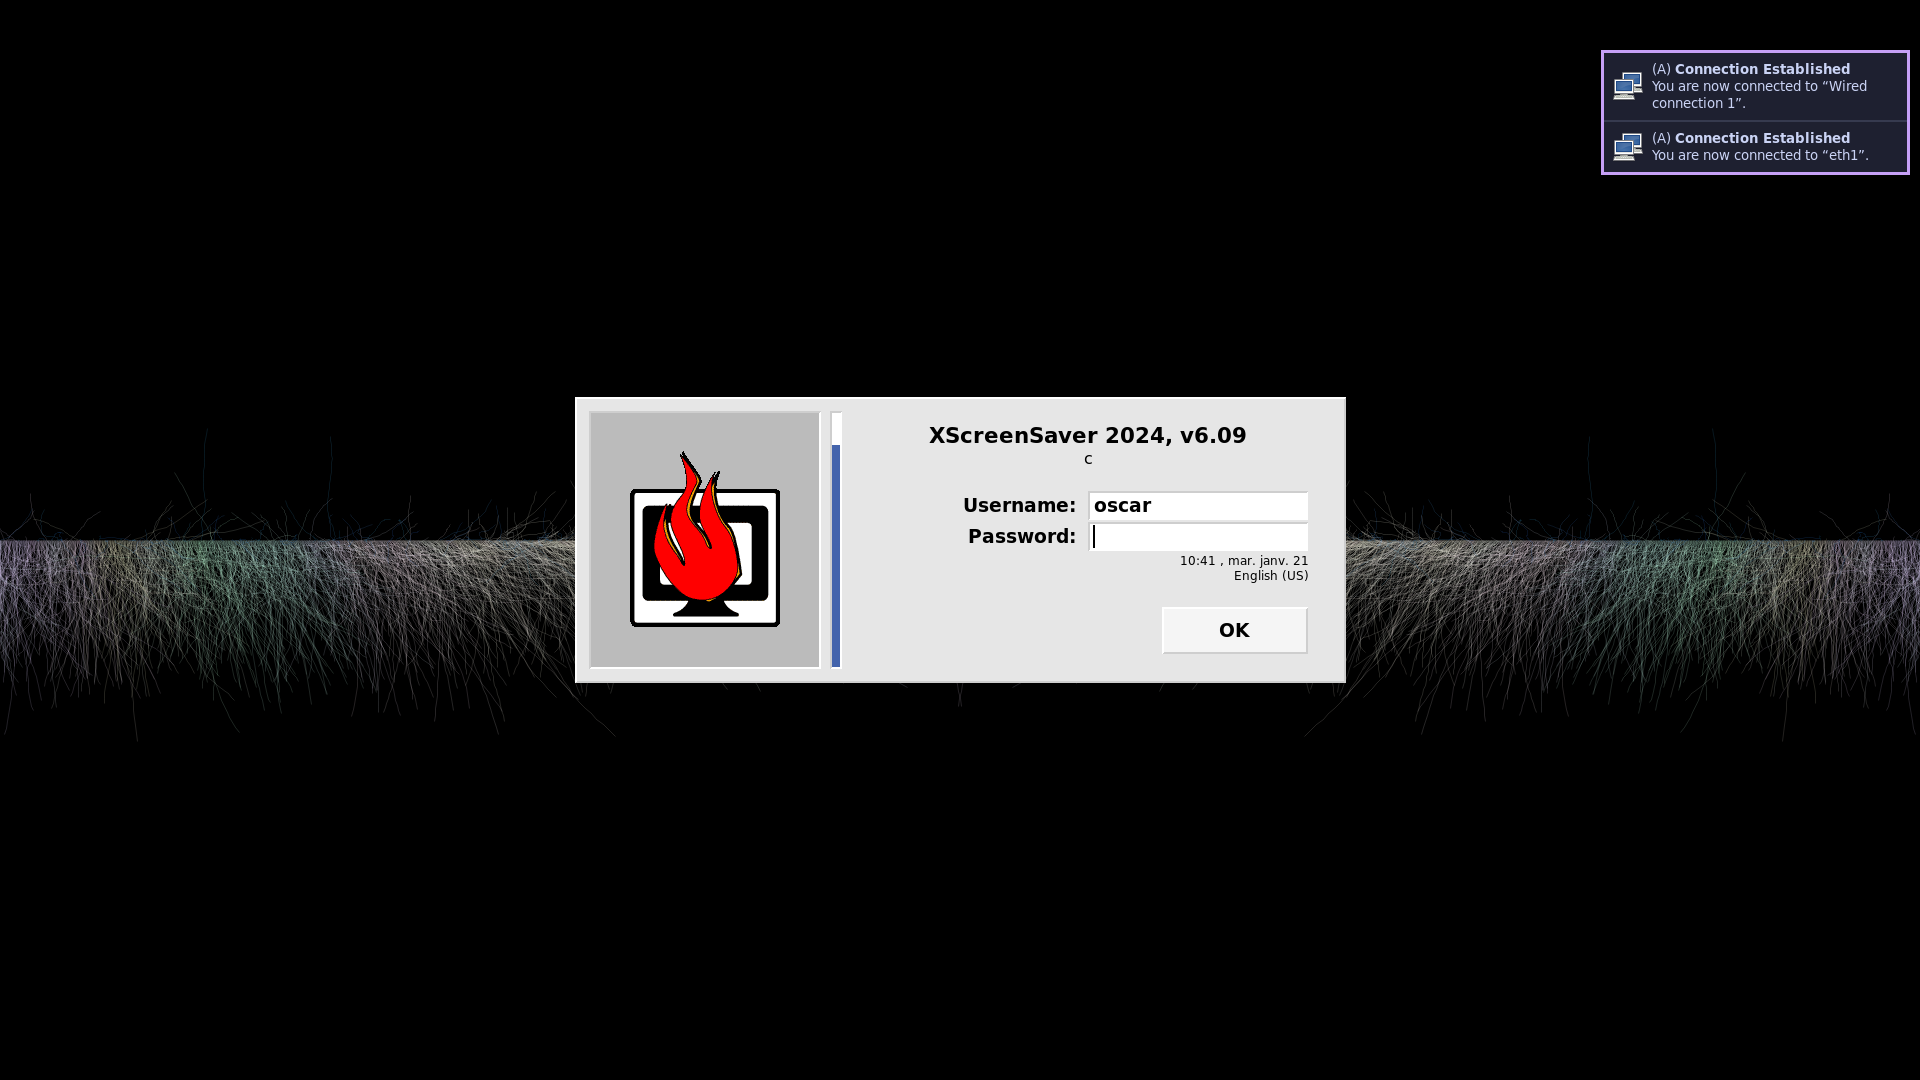 (A) Connection Established
You are now connected to “Wired
connection 1”.
(A) Connection Established
You are now connected to “eth1”.
XScreenSaver 2024, v6.09
c
Username: oscar
Password:
10:41 , mar. janv. 21
English (US)
OK